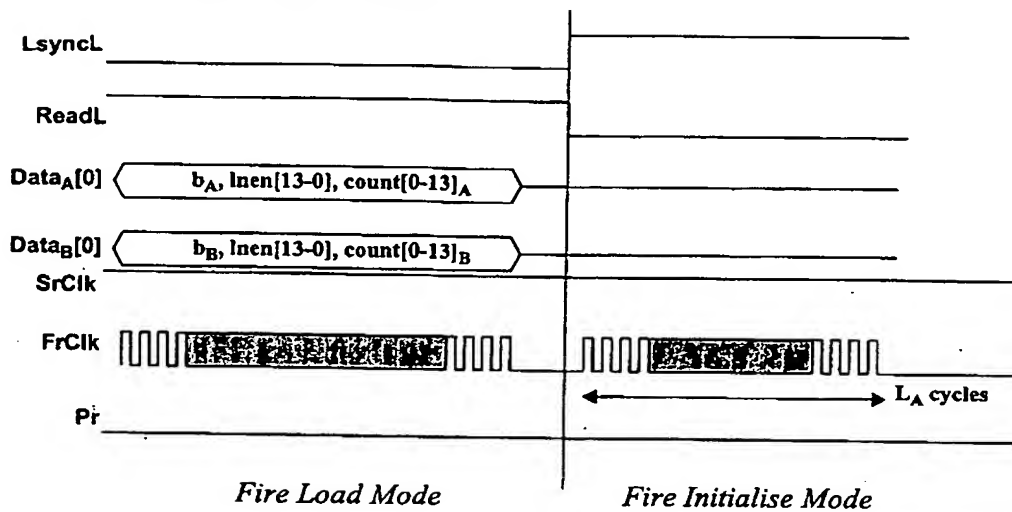 LsyncL
ReadL
DataA[0] bA, lnen[13-0], count[0-13]A
DataB[0] bB, lnen[13-0], count[0-13]B
SrClk
FrClk
LA cycles
Pr
Fire Load Mode Fire Initialise Mode